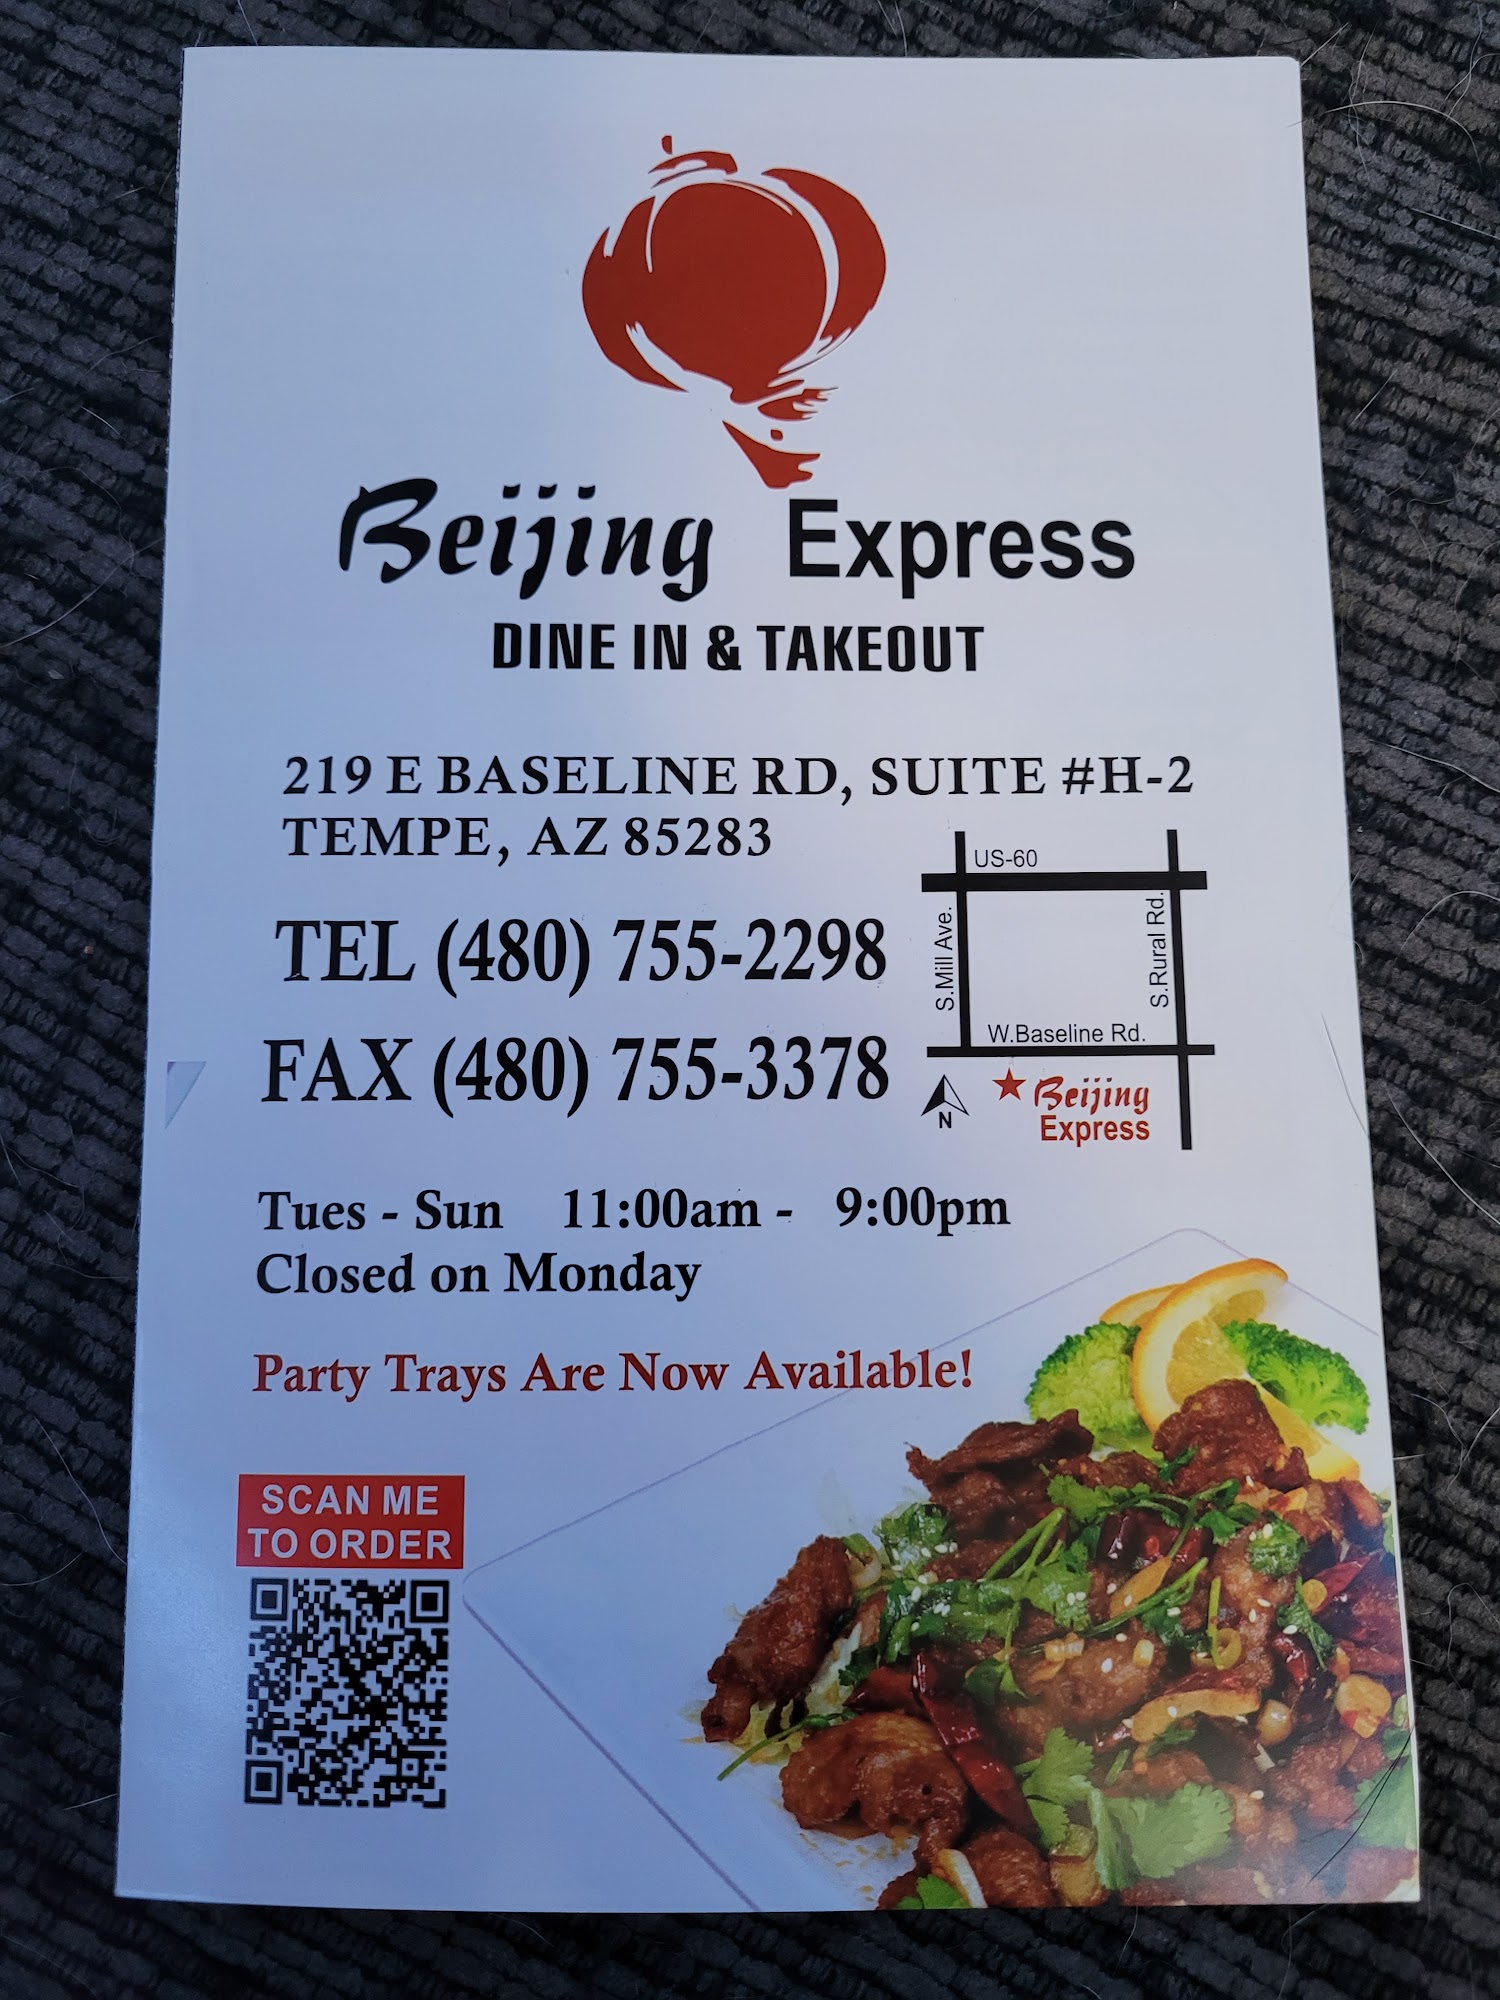 Beijing Express
DINE IN & TAKEOUT
219 E BASELINE RD, SUITE #H-2
TEMPE, AZ 85283
TEL (480) 755-2298
FAX (480) 755-3378
US-60
S.Mill Ave.
S.Rural Rd.
W.Baseline Rd.
N
Beijing
Express
Tues - Sun 11:00am - 9:00pm
Closed on Monday
Party Trays Are Now Available!
SCAN ME
TO ORDER